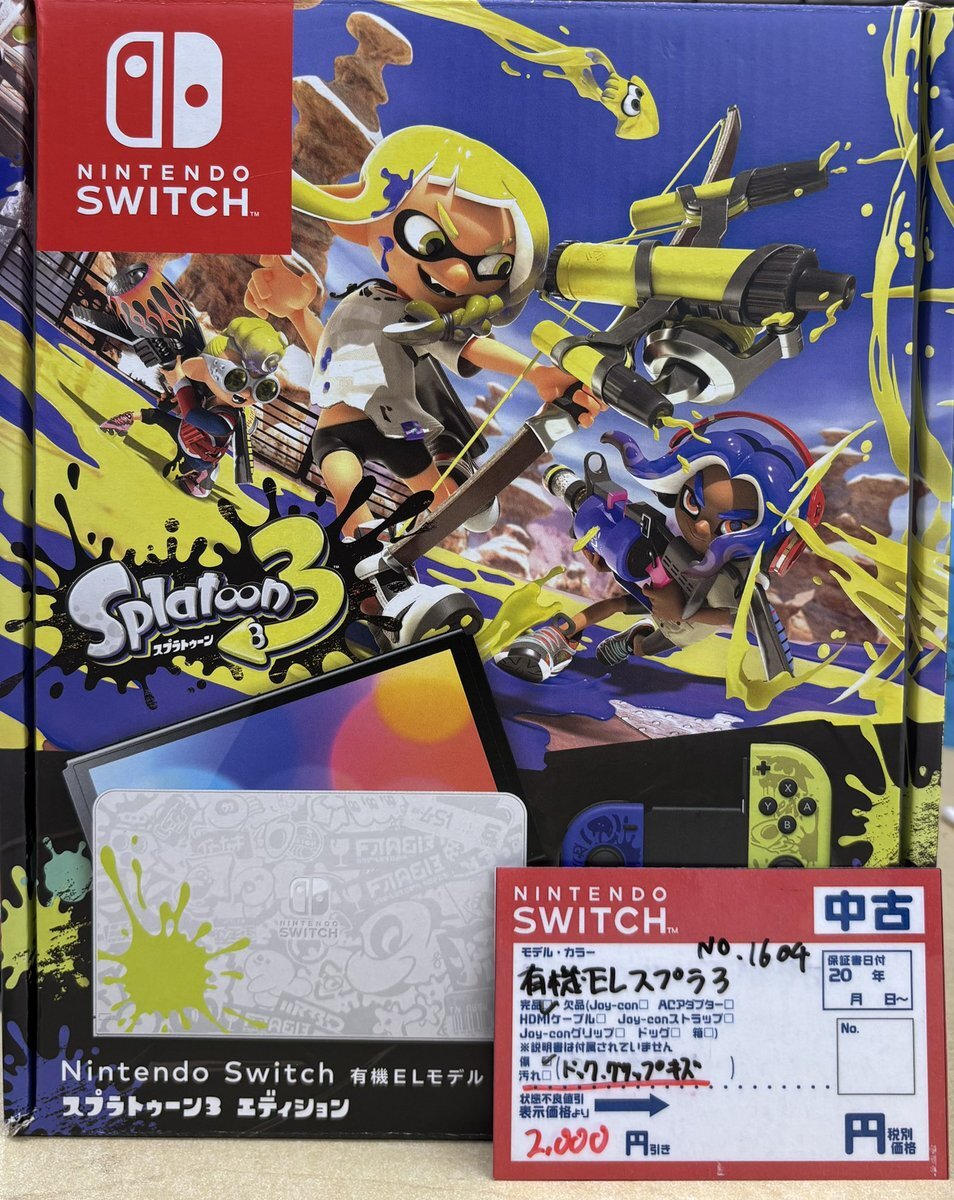 NINTENDO
SWITCH™
Splatoon 3
スプラトゥーン3
Nintendo Switch 有機ELモデル
スプラトゥーン3 エディション
X
Y A
B
NINTENDO
SWITCH™
中古
NINTENDO
SWITCH™
モデル・カラー
NO.1604
有機ELスプラ3
完品☑ 欠品(Joy-con□ ACアダプター□
HDMIケーブル□ Joy-conストラップ□
Joy-conグリップ□ ドッグ□ 箱□)
※説明書は付属されていません
傷☑
汚れ□(ドック.グリップキズ)
状態不良値引
表示価格より
2,000 円引き
保証書日付
20 年
月 日～
No.
円 税別
価格